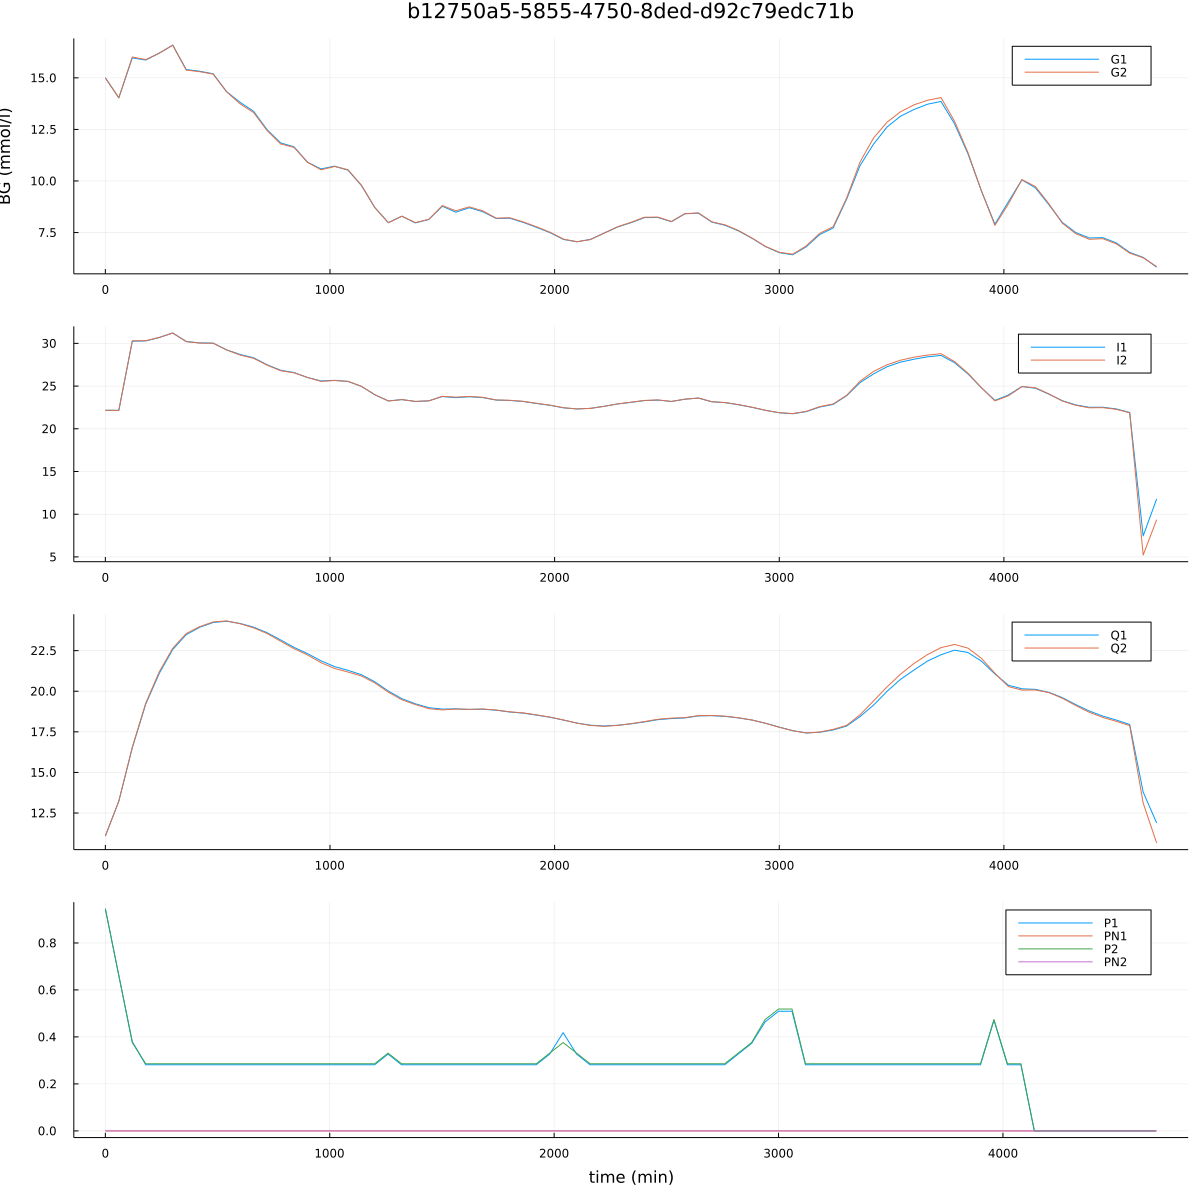 b12750a5-5855-4750-8ded-d92c79edc71b
BG (mmol/l)
15.0
12.5
10.0
7.5
G1
G2
0 1000 2000 3000 4000
30
25
20
15
10
5
I1
I2
0 1000 2000 3000 4000
22.5
20.0
17.5
15.0
12.5
Q1
Q2
0 1000 2000 3000 4000
0.8
0.6
0.4
0.2
0.0
P1
PN1
P2
PN2
0 1000 2000 3000 4000
time (min)